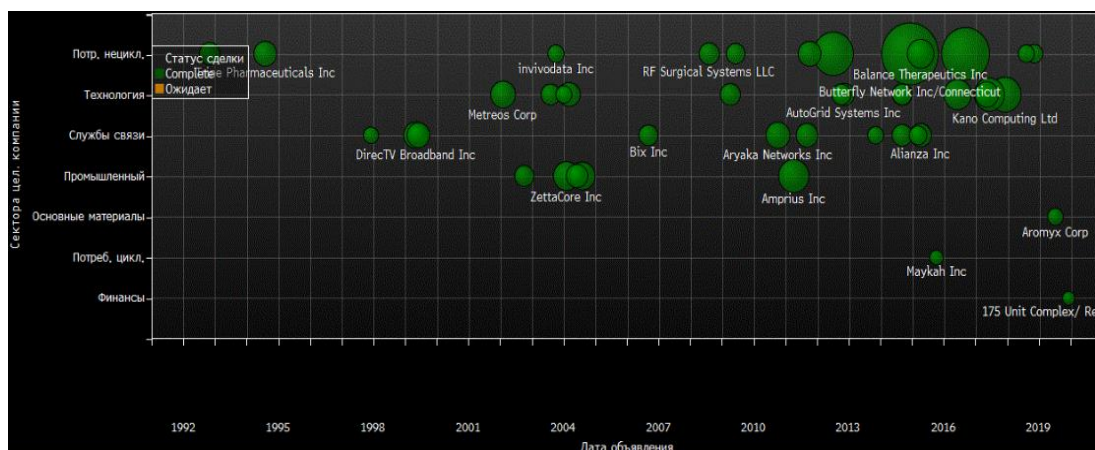 Сектора цел. компании
Потр. нецикл.
Технология
Службы связи
Промышленный
Основные материалы
Потреб. цикл.
Финансы
Статус сделки
Complete
Ожидает
Pharmaceuticals Inc
invivodata Inc
RF Surgical Systems LLC
Balance Therapeutics Inc
Butterfly Network Inc/Connecticut
Metreos Corp
AutoGrid Systems Inc
Kano Computing Ltd
DirecTV Broadband Inc
Bix Inc
Aryaka Networks Inc
Alianza Inc
ZettaCore Inc
Amprius Inc
Aromyx Corp
Maykah Inc
175 Unit Complex/ Re
1992 1995 1998 2001 2004 2007 2010 2013 2016 2019
Дата объявления